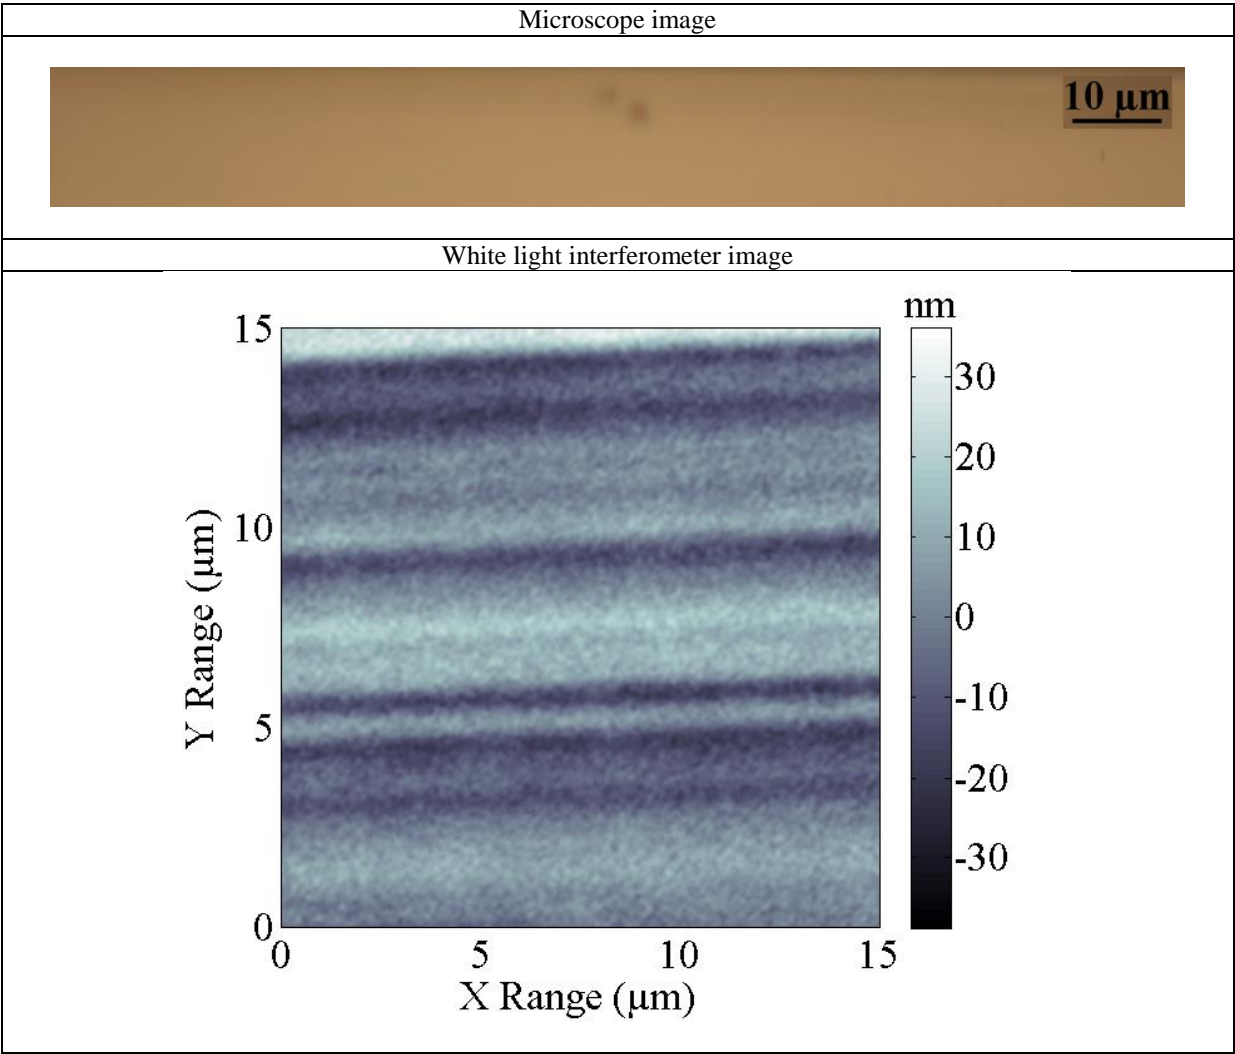 Microscope image
10 µm
White light interferometer image
nm
15
10
5
0
Y Range (µm)
0 5 10 15
X Range (µm)
30
20
10
0
-10
-20
-30